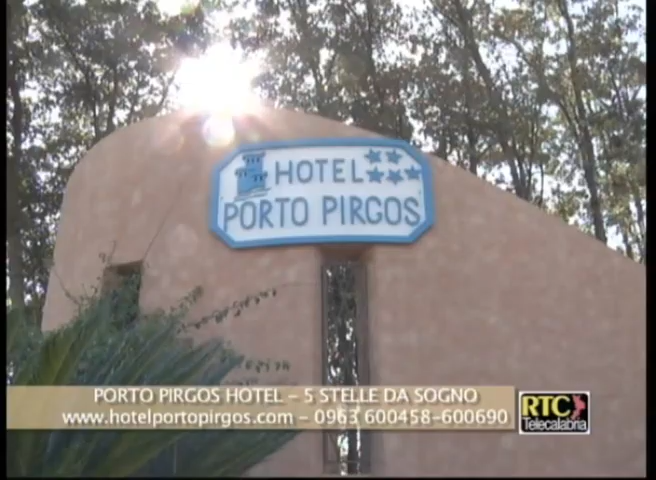 HOTEL
PORTO PIRGOS
PORTO PIRGOS HOTEL – 5 STELLE DA SOGNO
www.hotelportopirgos.com – 0963 600458–600690
RTC
Telecalabria